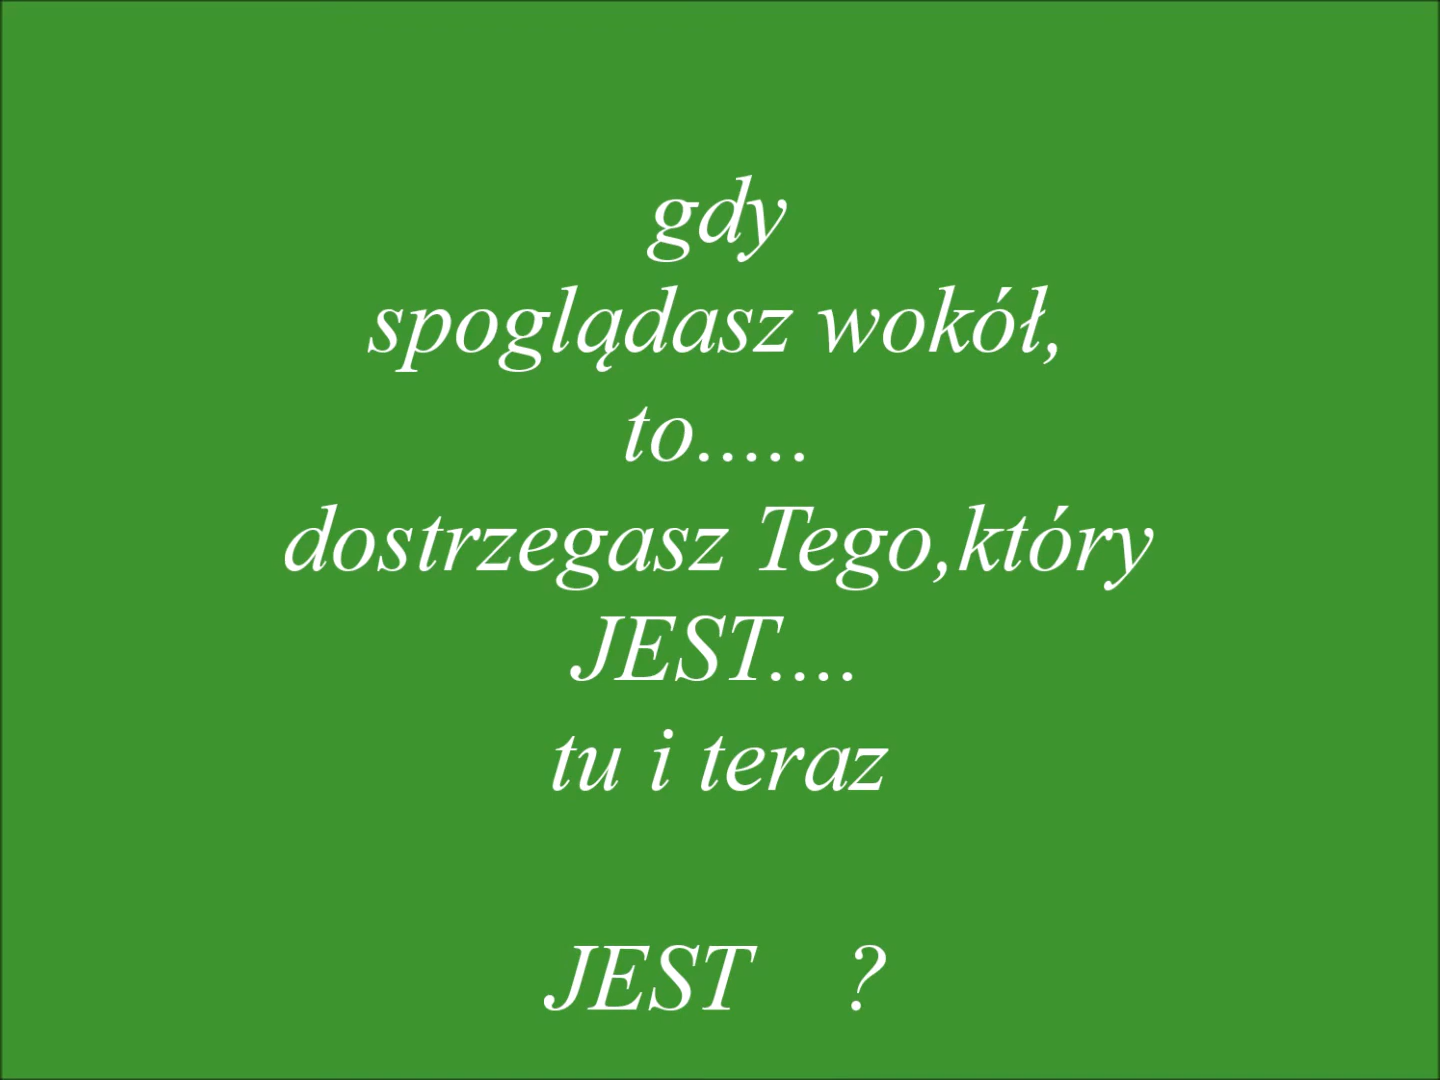 gdy
spoglądasz wokół,
to.....
dostrzegasz Tego,który
JEST....
tu i teraz
JEST ?